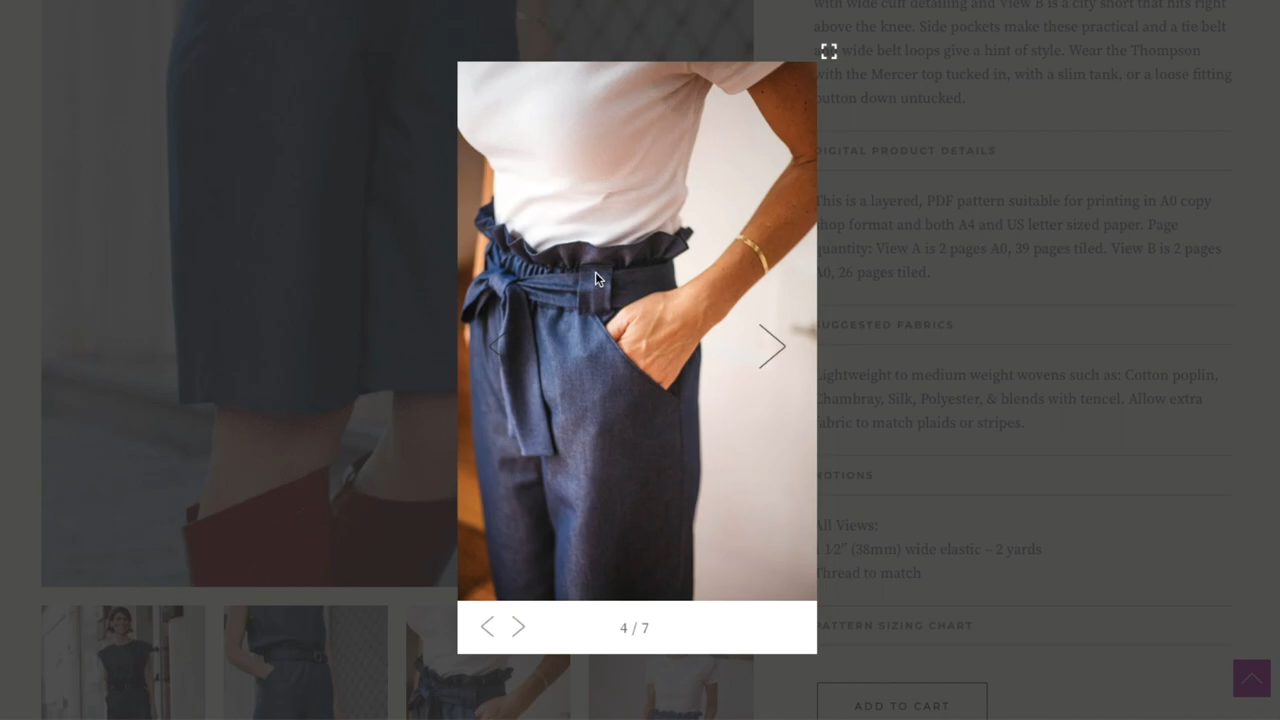 with wide cuff detailing and View B is a city short that hits right
above the knee. Side pockets make these practical and a tie belt
wide belt loops give a hint of style. Wear the Thompson
with the Mercer top tucked in, with a slim tank, or a loose fitting
button down untucked.
DIGITAL PRODUCT DETAILS
This is a layered, PDF pattern suitable for printing in A0 copy
shop format and both A4 and US letter sized paper. Page
quantity: View A is 2 pages A0, 39 pages tiled. View B is 2 pages
A0, 26 pages tiled.
SUGGESTED FABRICS
Lightweight to medium weight wovens such as: Cotton poplin,
Chambray, Silk, Polyester, & blends with tencel. Allow extra
fabric to match plaids or stripes.
NOTIONS
All Views:
1 1⁄2″ (38mm) wide elastic – 2 yards
Thread to match
PATTERN SIZING CHART
ADD TO CART
4 / 7